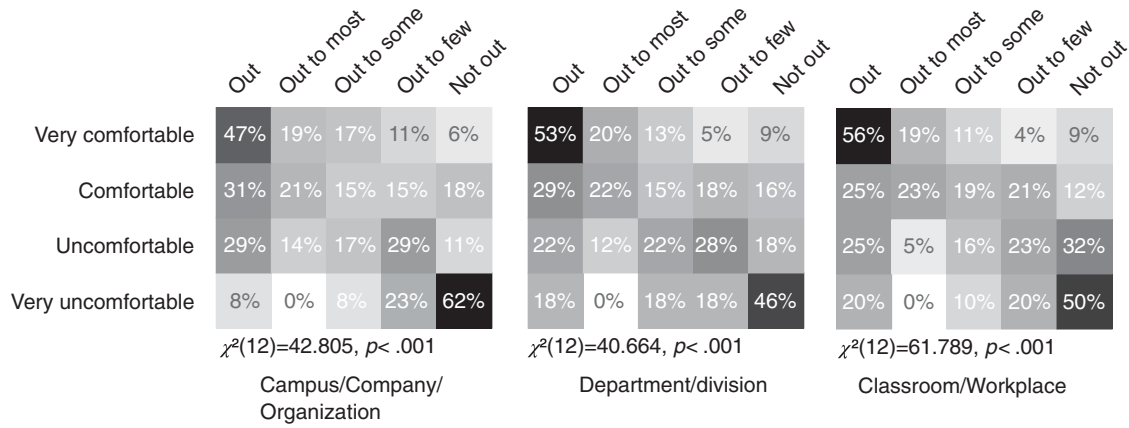 Out Out to most Out to some Out to few Not out Out Out to most Out to some Out to few Not out Out Out to most Out to some Out to few Not out
Very comfortable 47% 19% 17% 11% 6% 53% 20% 13% 5% 9% 56% 19% 11% 4% 9%
Comfortable 31% 21% 15% 15% 18% 29% 22% 15% 18% 16% 25% 23% 19% 21% 12%
Uncomfortable 29% 14% 17% 29% 11% 22% 12% 22% 28% 18% 25% 5% 16% 23% 32%
Very uncomfortable 8% 0% 8% 23% 62% 18% 0% 18% 18% 46% 20% 0% 10% 20% 50%
χ²(12)=42.805, p< .001 χ²(12)=40.664, p< .001 χ²(12)=61.789, p< .001
Campus/Company/ Department/division Classroom/Workplace
Organization